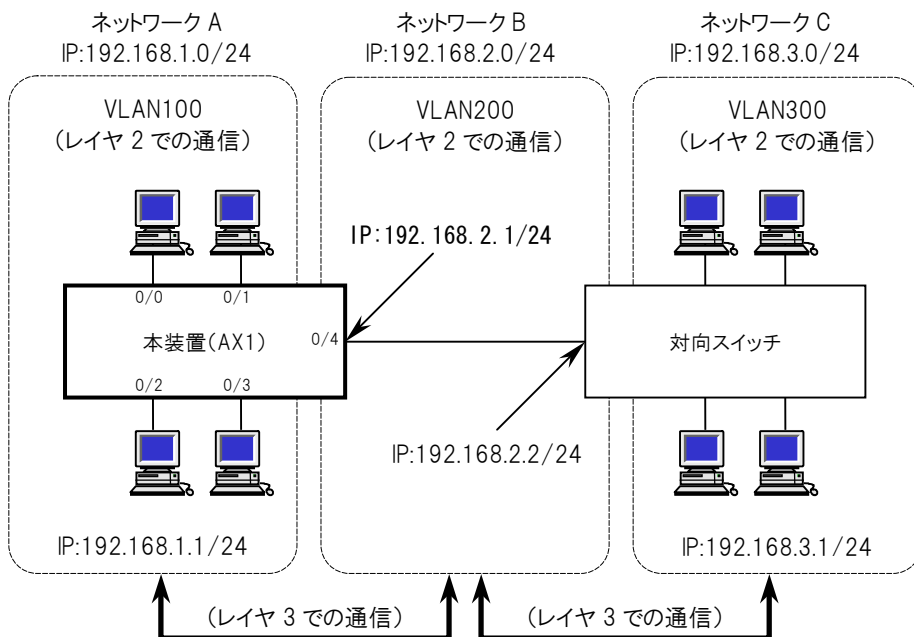 ネットワーク A
IP:192.168.1.0/24
ネットワーク B
IP:192.168.2.0/24
ネットワーク C
IP:192.168.3.0/24
VLAN100
(レイヤ 2 での通信)
VLAN200
(レイヤ 2 での通信)
VLAN300
(レイヤ 2 での通信)
IP:192.168.2.1/24
0/0
0/1
本装置(AX1)
0/4
対向スイッチ
0/2
0/3
IP:192.168.2.2/24
IP:192.168.1.1/24
IP:192.168.3.1/24
(レイヤ 3 での通信)
(レイヤ 3 での通信)